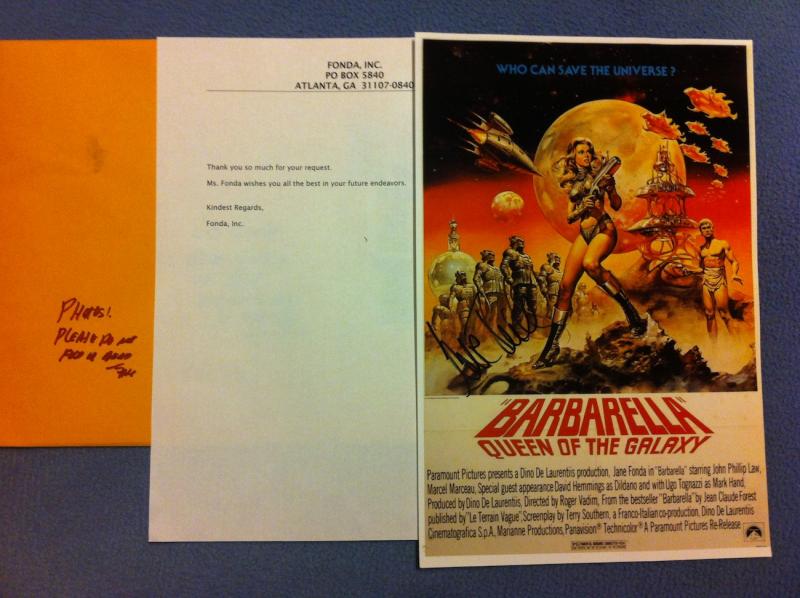 PHOTOS!
PLEASE DO NOT
FOLD OR BEND
FONDA, INC.
PO BOX 5840
ATLANTA, GA 31107-0840
Thank you so much for your request.
Ms. Fonda wishes you all the best in your future endeavors.
Kindest Regards,
Fonda, Inc.
WHO CAN SAVE THE UNIVERSE?
"BARBARELLA"
QUEEN OF THE GALAXY
Paramount Pictures presents a Dino De Laurentiis production, Jane Fonda in "Barbarella" starring John Phillip Law,
Marcel Marceau, Special guest appearance David Hemmings as Dildano and with Ugo Tognazzi as Mark Hand,
Produced by Dino De Laurentiis, Directed by Roger Vadim, From the bestseller "Barbarella" by Jean Claude Forest
published by "Le Terrain Vague", Screenplay by Terry Southern, a Franco-Italian co-production, Dino De Laurentiis
Cinematografica S.p.A., Marianne Productions, Panavision® Technicolor® A Paramount Pictures Re-Release